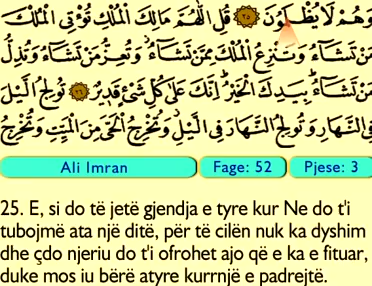 وَهُمْ لَا يُظْلَمُونَ ٢٥ قُلِ اللَّهُمَّ مَالِكَ الْمُلْكِ تُؤْتِي الْمُلْكَ
مَن تَشَاءُ وَتَنزِعُ الْمُلْكَ مِمَّن تَشَاءُ وَتُعِزُّ مَن تَشَاءُ وَتُذِلُّ
مَن تَشَاءُ بِيَدِكَ الْخَيْرُ إِنَّكَ عَلَىٰ كُلِّ شَيْءٍ قَدِيرٌ ٢٦ تُولِجُ اللَّيْلَ
فِي النَّهَارِ وَتُولِجُ النَّهَارَ فِي اللَّيْلِ وَتُخْرِجُ الْحَيَّ مِنَ الْمَيِّتِ وَتُخْرِجُ
Ali Imran Fage: 52 Pjese: 3
25. E, si do të jetë gjendja e tyre kur Ne do t'i
tubojmë ata një ditë, për të cilën nuk ka dyshim
dhe çdo njeriu do t'i ofrohet ajo që e ka e fituar,
duke mos iu bërë atyre kurrnjë e padrejtë.